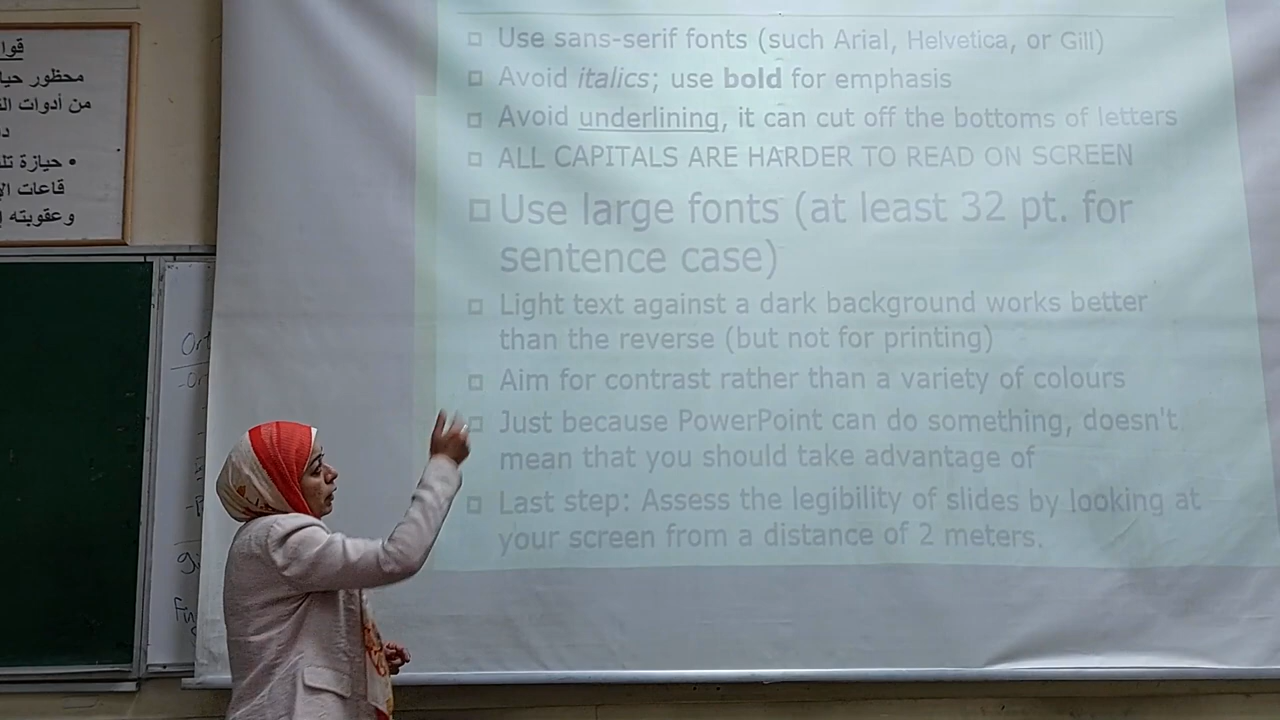 قوا
محظور حيا
من أدوات ال
• حيازة تل
قاعات ال
وعقوبته
Use sans-serif fonts (such Arial, Helvetica, or Gill)
Avoid italics; use bold for emphasis
Avoid underlining, it can cut off the bottoms of letters
ALL CAPITALS ARE HARDER TO READ ON SCREEN
Use large fonts (at least 32 pt. for
sentence case)
Light text against a dark background works better
than the reverse (but not for printing)
Aim for contrast rather than a variety of colours
Just because PowerPoint can do something, doesn't
mean that you should take advantage of
Last step: Assess the legibility of slides by looking at
your screen from a distance of 2 meters.